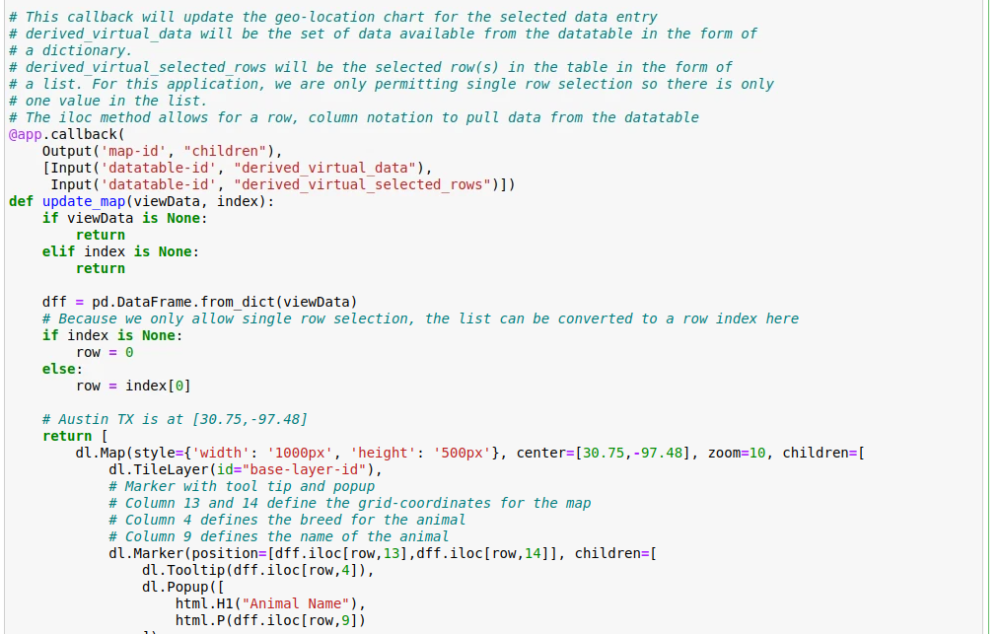 # This callback will update the geo-location chart for the selected data entry
# derived_virtual_data will be the set of data available from the datatable in the form of
# a dictionary.
# derived_virtual_selected_rows will be the selected row(s) in the table in the form of
# a list. For this application, we are only permitting single row selection so there is only
# one value in the list.
# The iloc method allows for a row, column notation to pull data from the datatable
@app.callback(
    Output('map-id', "children"),
    [Input('datatable-id', "derived_virtual_data"),
     Input('datatable-id', "derived_virtual_selected_rows")])
def update_map(viewData, index):
    if viewData is None:
        return
    elif index is None:
        return

    dff = pd.DataFrame.from_dict(viewData)
    # Because we only allow single row selection, the list can be converted to a row index here
    if index is None:
        row = 0
    else:
        row = index[0]

    # Austin TX is at [30.75,-97.48]
    return [
        dl.Map(style={'width': '1000px', 'height': '500px'}, center=[30.75,-97.48], zoom=10, children=[
            dl.TileLayer(id="base-layer-id"),
            # Marker with tool tip and popup
            # Column 13 and 14 define the grid-coordinates for the map
            # Column 4 defines the breed for the animal
            # Column 9 defines the name of the animal
            dl.Marker(position=[dff.iloc[row,13],dff.iloc[row,14]], children=[
                dl.Tooltip(dff.iloc[row,4]),
                dl.Popup([
                    html.H1("Animal Name"),
                    html.P(dff.iloc[row,9])